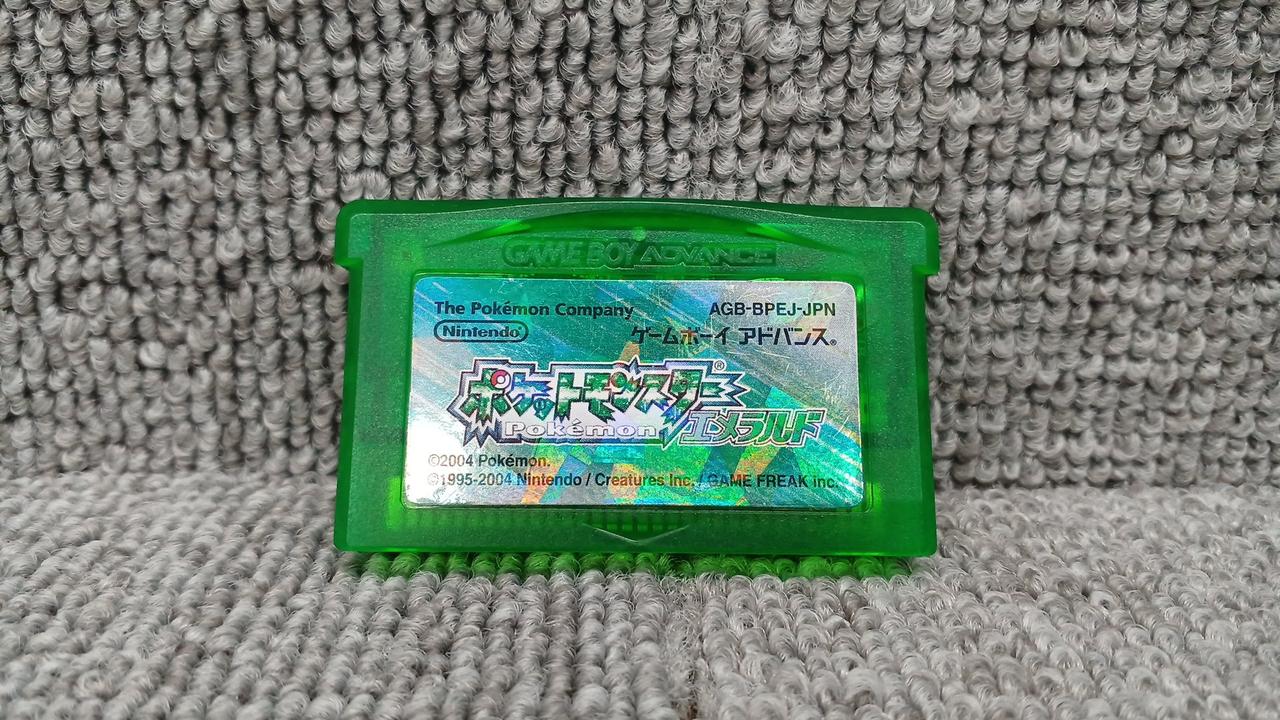 GAME BOY ADVANCE
The Pokémon Company AGB-BPEJ-JPN
Nintendo ゲームボーイ アドバンス®
ポケットモンスター®
Pokémon エメラルド
©2004 Pokémon.
©1995-2004 Nintendo / Creatures Inc. / GAME FREAK inc.